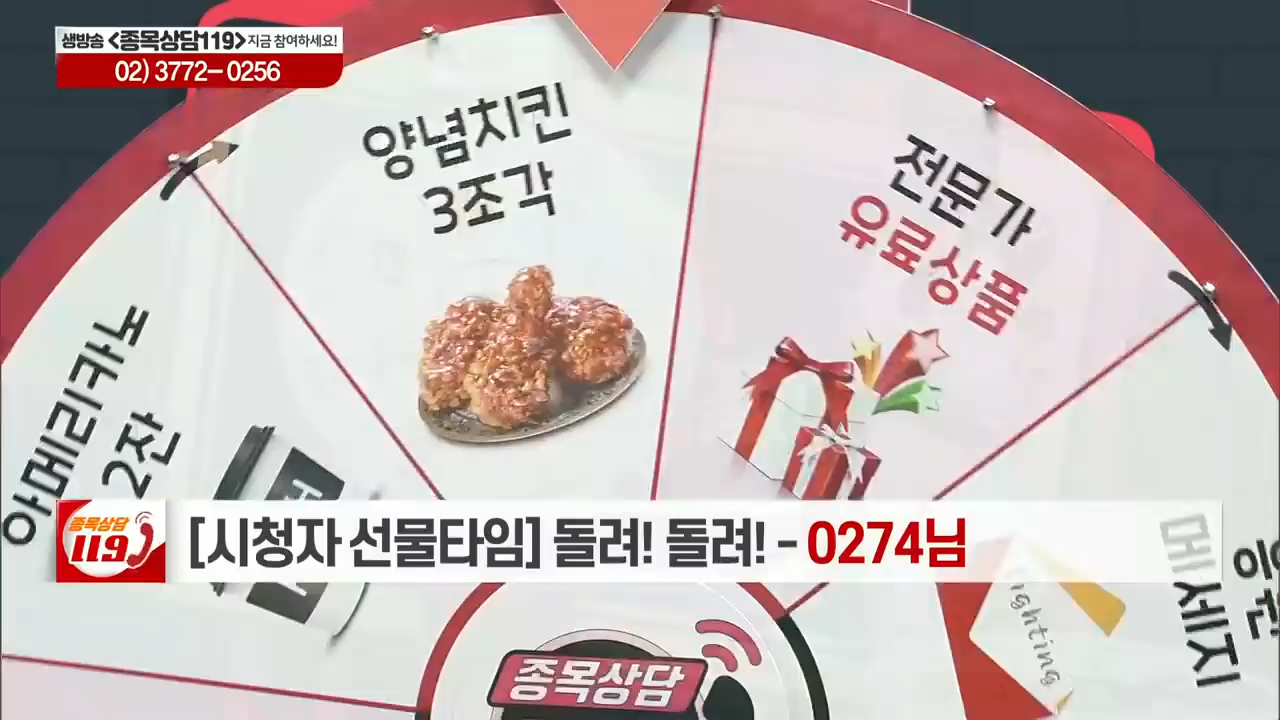 생방송 <종목상담119> 지금 참여하세요!
02) 3772-0256
양념치킨
3조각
전문가
유료상품
아메리카노
2잔
종목상담
119
[시청자 선물타임] 돌려! 돌려! - 0274님
메세지
종목상담